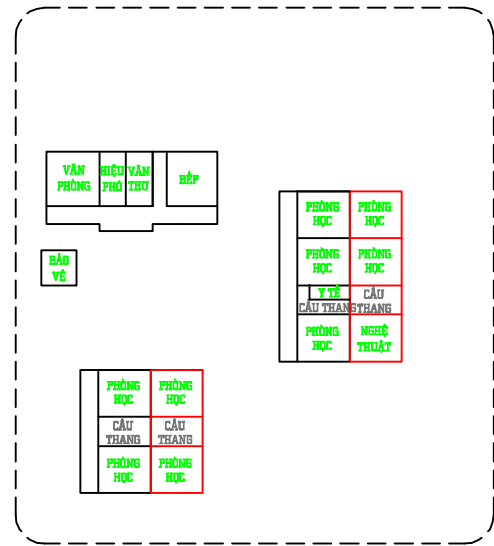 VĂN
PHÒNG
HIỆU
PHÓ
VĂN
THƯ
BẾP
BẢO
VỆ
PHÒNG
HỌC
PHÒNG
HỌC
PHÒNG
HỌC
PHÒNG
HỌC
Y TẾ
CẦU THANG
CẦU
THANG
PHÒNG
HỌC
NGHỆ
THUẬT
PHÒNG
HỌC
PHÒNG
HỌC
CẦU
THANG
CẦU
THANG
PHÒNG
HỌC
PHÒNG
HỌC